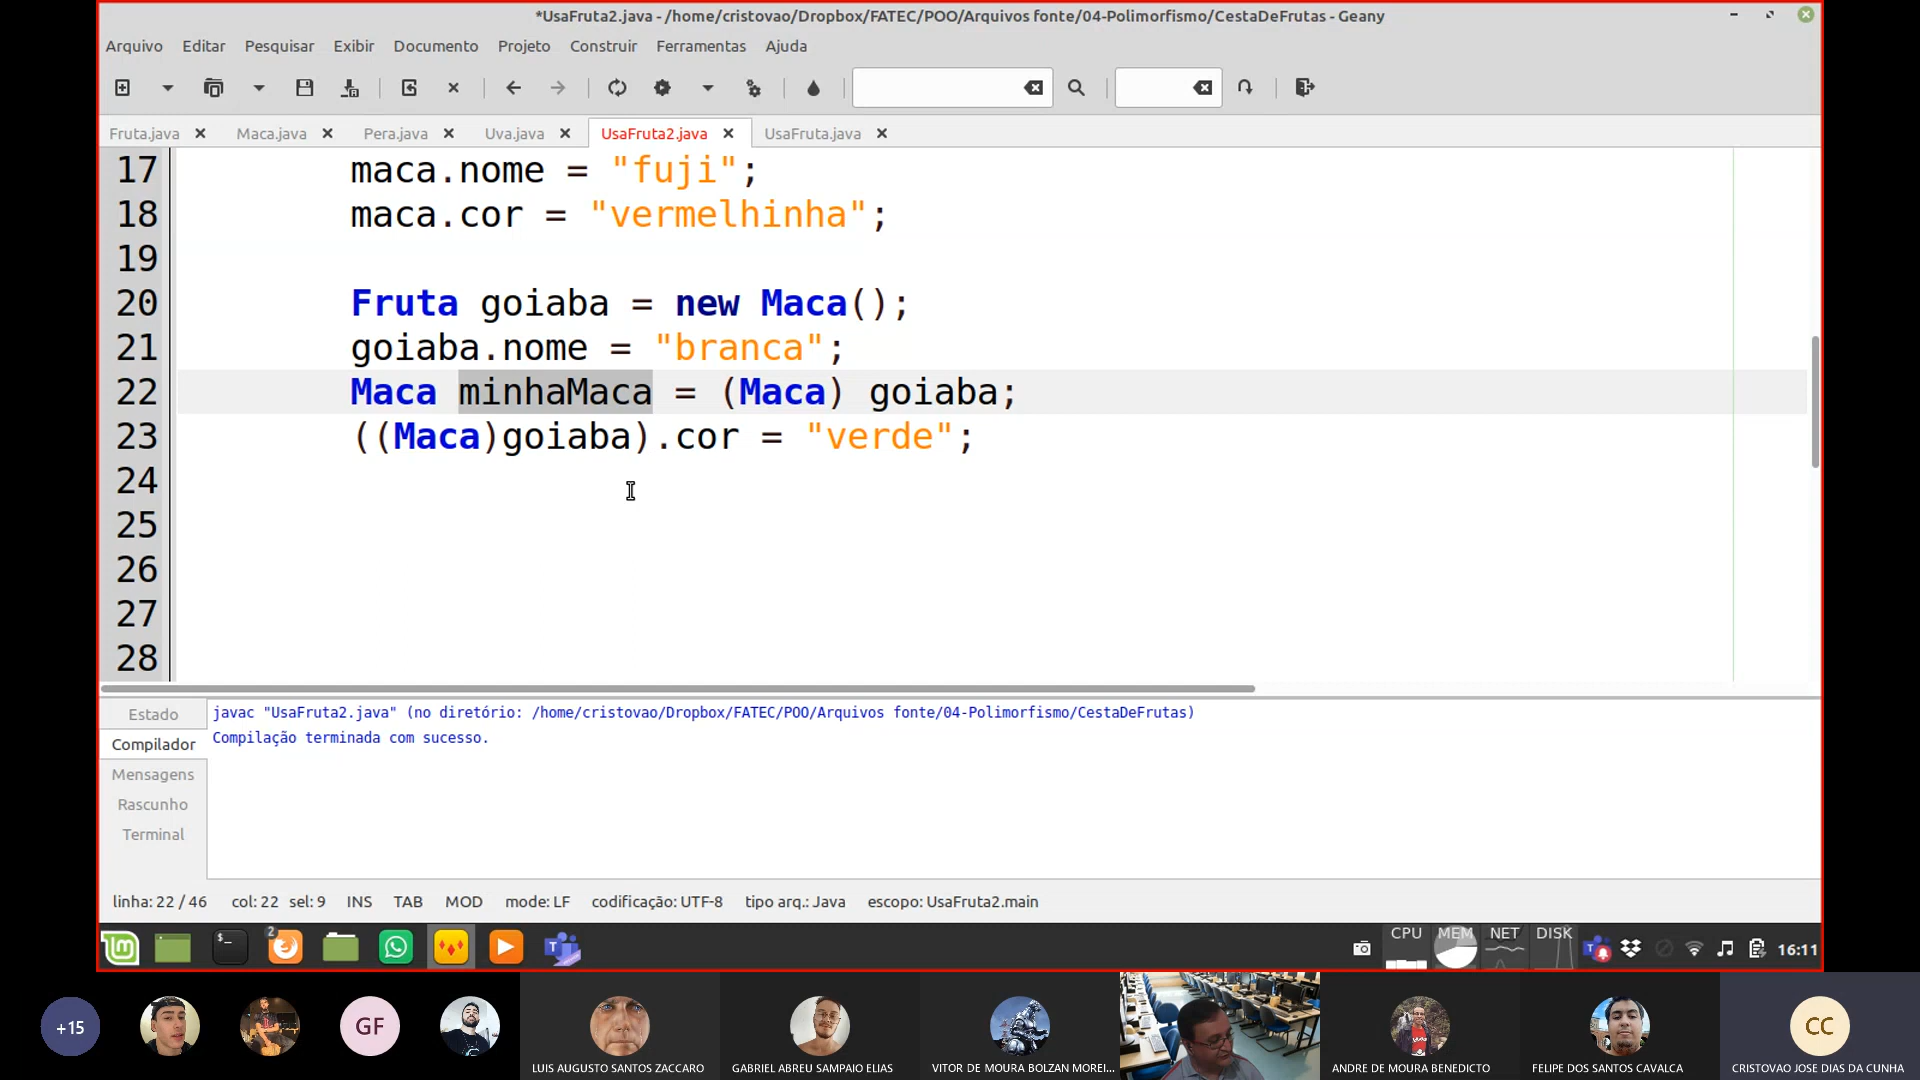 *UsaFruta2.java - /home/cristovao/Dropbox/FATEC/POO/Arquivos fonte/04-Polimorfismo/CestaDeFrutas - Geany
Arquivo Editar Pesquisar Exibir Documento Projeto Construir Ferramentas Ajuda
Fruta.java Maca.java Pera.java Uva.java UsaFruta2.java UsaFruta.java
17 maca.nome = "fuji";
18 maca.cor = "vermelhinha";
19
20 Fruta goiaba = new Maca();
21 goiaba.nome = "branca";
22 Maca minhaMaca = (Maca) goiaba;
23 ((Maca)goiaba).cor = "verde";
24
25
26
27
28
Estado
Compilador
Mensagens
Rascunho
Terminal
javac "UsaFruta2.java" (no diretório: /home/cristovao/Dropbox/FATEC/POO/Arquivos fonte/04-Polimorfismo/CestaDeFrutas)
Compilação terminada com sucesso.
linha: 22 / 46 col: 22 sel: 9 INS TAB MOD mode: LF codificação: UTF-8 tipo arq.: Java escopo: UsaFruta2.main
2 CPU MEM NET DISK 16:11
+15 GF CC
LUIS AUGUSTO SANTOS ZACCARO GABRIEL ABREU SAMPAIO ELIAS VITOR DE MOURA BOLZAN MOREI... ANDRE DE MOURA BENEDICTO FELIPE DOS SANTOS CAVALCA CRISTOVAO JOSE DIAS DA CUNHA